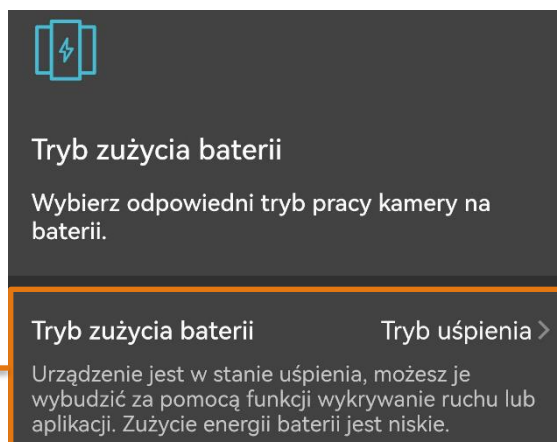 Tryb zużycia baterii
Wybierz odpowiedni tryb pracy kamery na
baterii.
Tryb zużycia baterii Tryb uśpienia >
Urządzenie jest w stanie uśpienia, możesz je
wybudzić za pomocą funkcji wykrywanie ruchu lub
aplikacji. Zużycie energii baterii jest niskie.